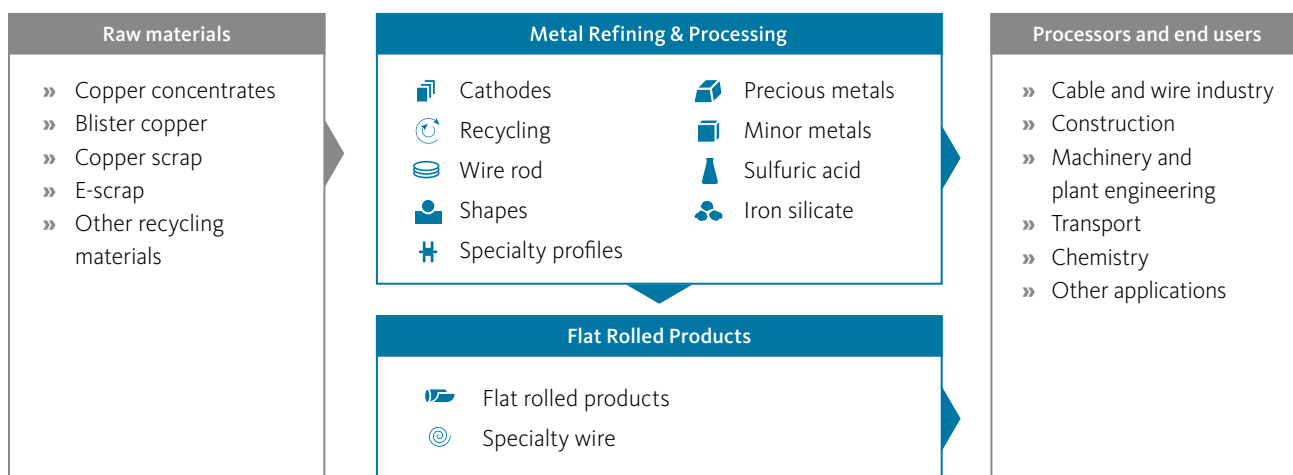 Raw materials
» Copper concentrates
» Blister copper
» Copper scrap
» E-scrap
» Other recycling
materials
Metal Refining & Processing
Cathodes
Recycling
Wire rod
Shapes
Specialty profiles
Precious metals
Minor metals
Sulfuric acid
Iron silicate
Flat Rolled Products
Flat rolled products
Specialty wire
Processors and end users
» Cable and wire industry
» Construction
» Machinery and
plant engineering
» Transport
» Chemistry
» Other applications